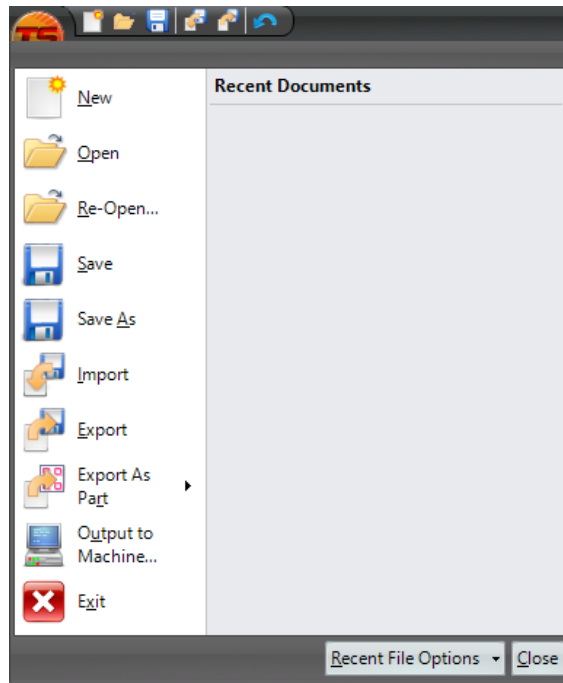 TS
New
Recent Documents
Open
Re-Open...
Save
Save As
Import
Export
Export As
Part
Output to
Machine...
Exit
Recent File Options
Close